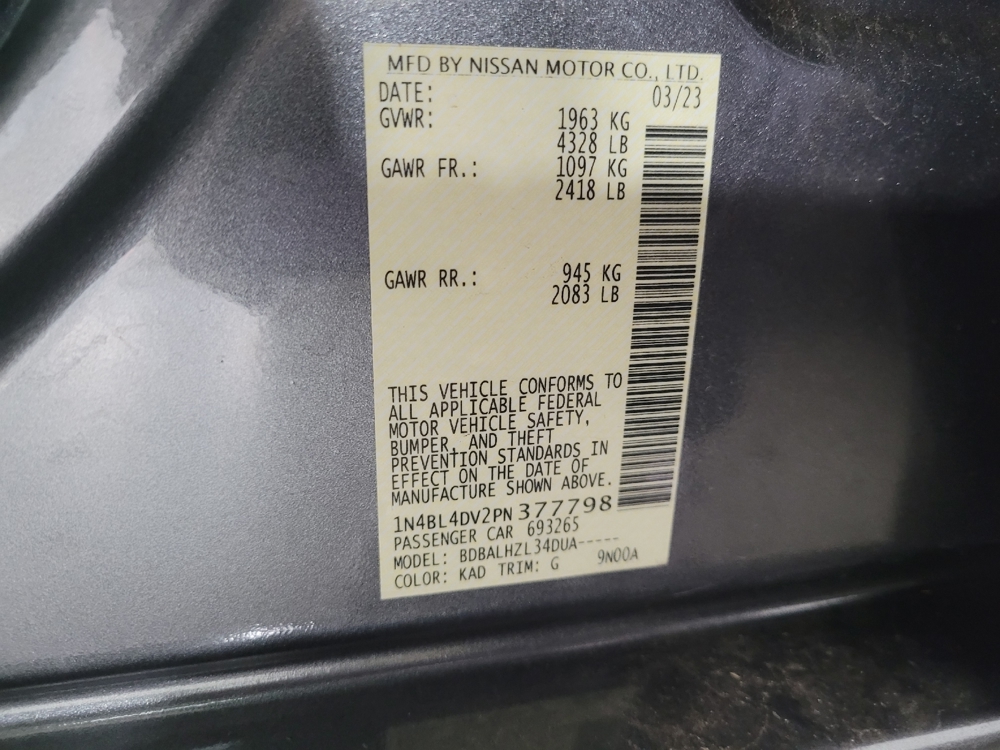 MFD BY NISSAN MOTOR CO., LTD.
DATE: 03/23
GVWR: 1963 KG
4328 LB
GAWR FR.: 1097 KG
2418 LB
GAWR RR.: 945 KG
2083 LB
THIS VEHICLE CONFORMS TO
ALL APPLICABLE FEDERAL
MOTOR VEHICLE SAFETY,
BUMPER, AND THEFT
PREVENTION STANDARDS IN
EFFECT ON THE DATE OF
MANUFACTURE SHOWN ABOVE.
1N4BL4DV2PN 377798
PASSENGER CAR 693265
MODEL: BDBALHZL34DUA-----
COLOR: KAD TRIM: G 9N00A